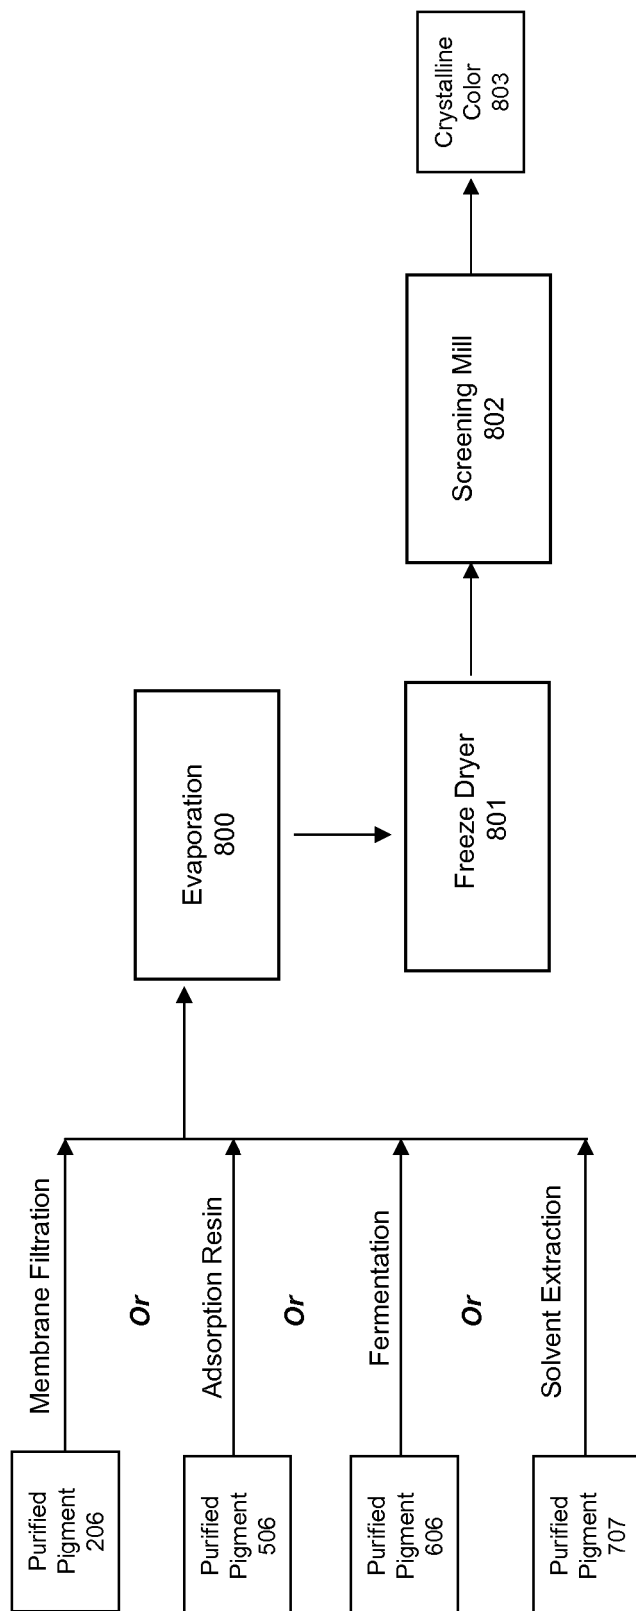 Purified
Pigment
206
Membrane Filtration
Or
Purified
Pigment
506
Adsorption Resin
Or
Purified
Pigment
606
Fermentation
Or
Purified
Pigment
707
Solvent Extraction
Evaporation
800
Freeze Dryer
801
Screening Mill
802
Crystalline
Color
803